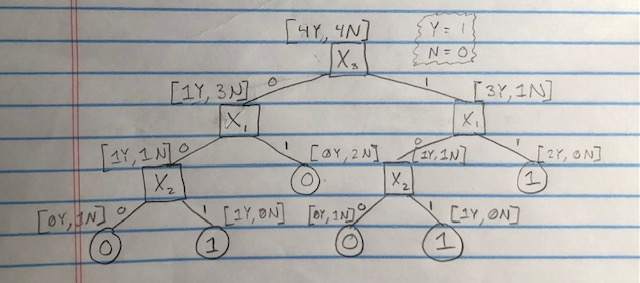 [4Y, 4N]
Y = 1
N = 0
X₃
[1Y, 3N] 0 1 [3Y, 1N]
X₁ X₁
[1Y, 1N] 0 1 [0Y, 2N] 0 [1Y, 1N] 1 [2Y, 0N]
X₂ 0 X₂ 1
[0Y, 1N] 0 1 [1Y, 0N] [0Y, 1N] 0 1 [1Y, 0N]
0 1 0 1